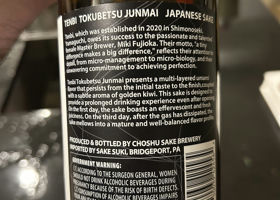 TENBI TOKUBETSU JUNMAI JAPANESE SAKE
Tenbi, which was established in 2020 in Shimonoseki,
Yamaguchi, owes its success to the passionate and talented
female Master Brewer, Miki Fujioka. Their motto, "a tiny
difference makes a big difference," reflects their attention to
detail, from micro-management to micro-biology, and their
unwavering commitment to achieving perfection.
Tenbi Tokubetsu Junmai presents a multi-layered umami
flavor that persists from the initial taste to the finish, coupled
with a subtle aroma of golden kiwi. This sake is designed to
provide a prolonged drinking experience even after opening.
On the first day, the sake boasts an effervescent and fresh
On the third day, after the gas has dissipated, the
sake mellows into a mature and well-balanced flavor profile.
PRODUCED & BOTTLED BY CHOSHU SAKE BREWERY
IMPORTED BY SAKE SUKI, BRIDGEPORT, PA
GOVERNMENT WARNING:
(1) ACCORDING TO THE SURGEON GENERAL, WOMEN
SHOULD NOT DRINK ALCOHOLIC BEVERAGES DURING
PREGNANCY BECAUSE OF THE RISK OF BIRTH DEFECTS.
CONSUMPTION OF ALCOHOLIC BEVERAGES IMPAIRS